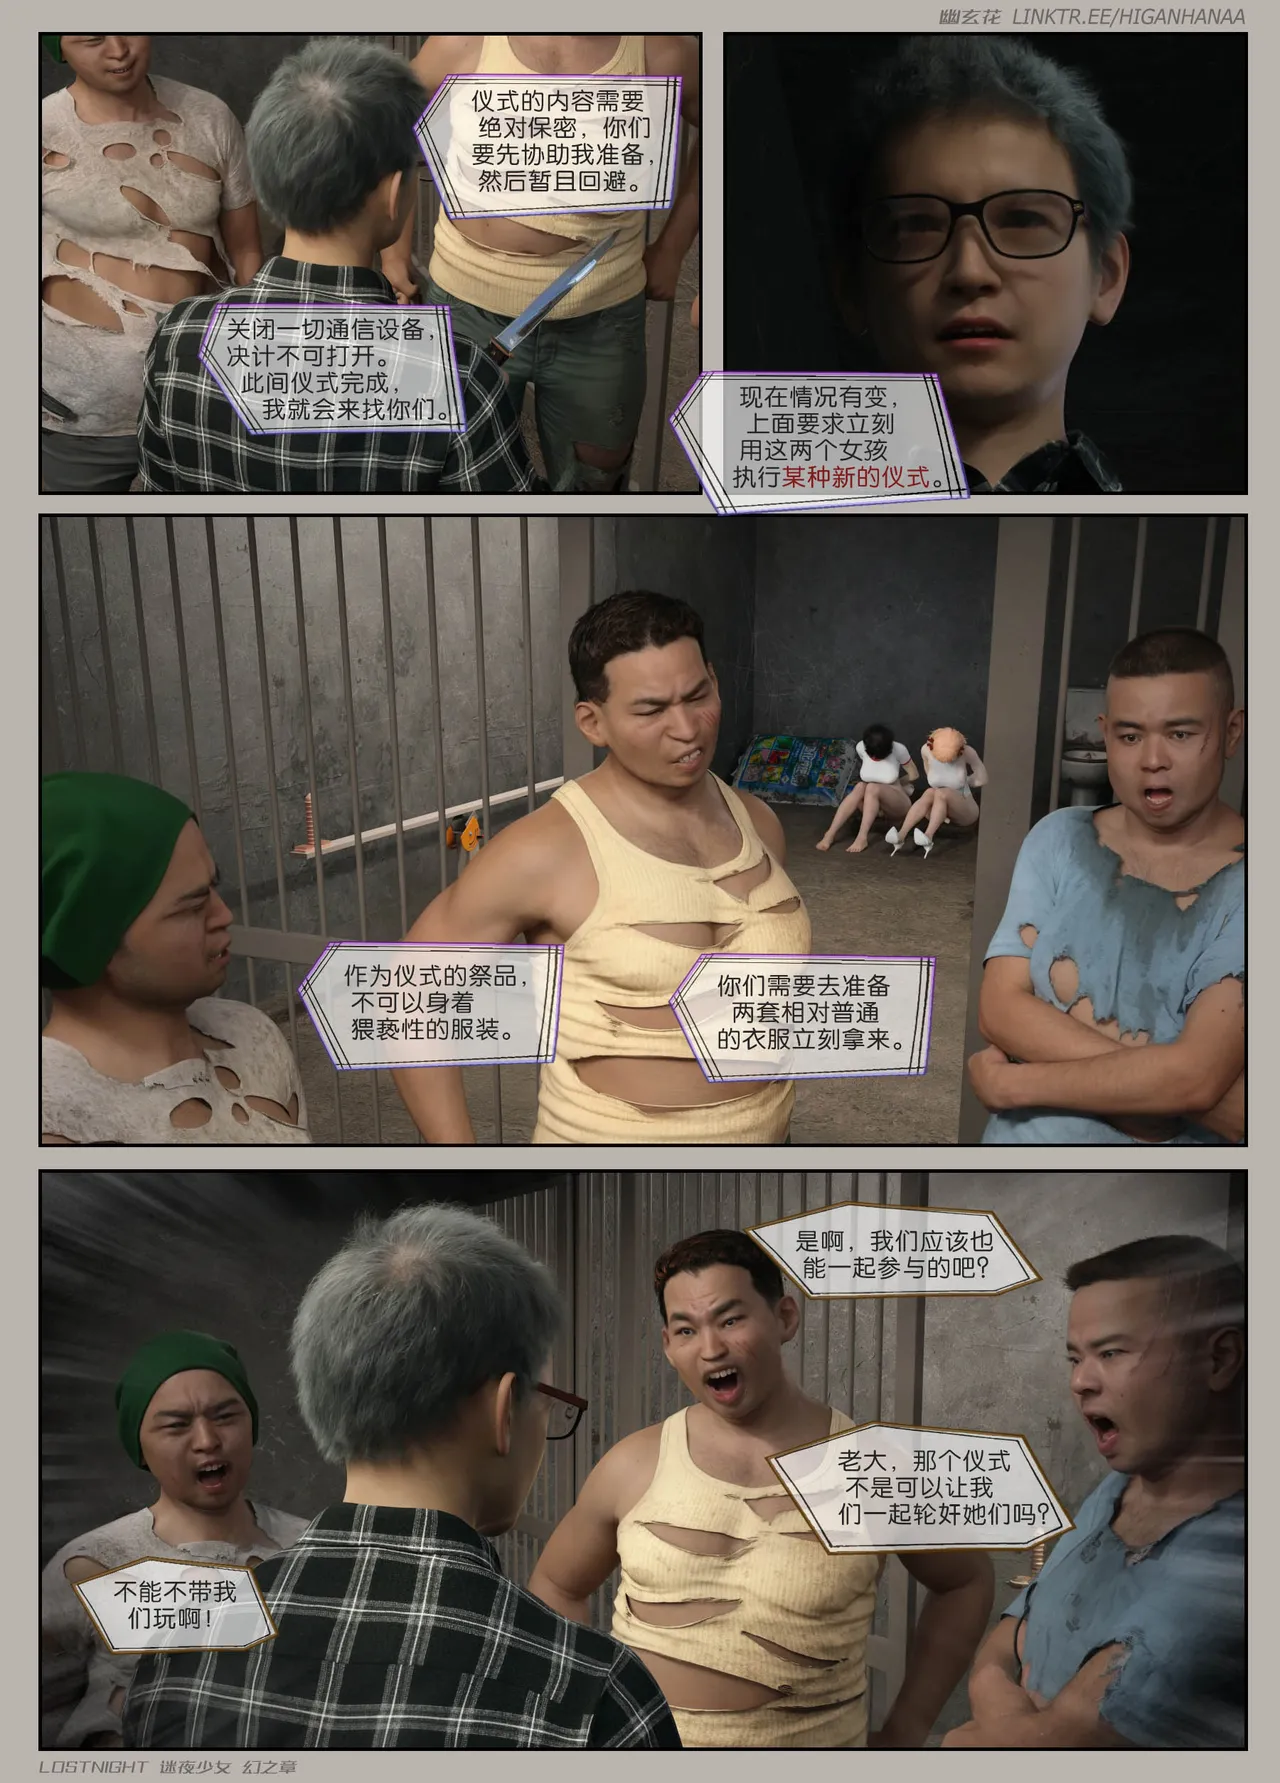 幽玄花 LINKTR.EE/HIGANHANAA
现在情况有变，
上面要求立刻
用这两个女孩
执行某种新的仪式。
仪式的内容需要
绝对保密，你们
要先协助我准备，
然后暂且回避。
关闭一切通信设备，
决计不可打开。
此间仪式完成，
我就会来找你们。
你们需要去准备
两套相对普通
的衣服立刻拿来。
作为仪式的祭品，
不可以身着
猥亵性的服装。
是啊，我们应该也
能一起参与的吧？
老大，那个仪式
不是可以让我
们一起轮奸她们吗？
不能不带我
们玩啊！
LOSTNIGHT 迷夜少女 幻之章